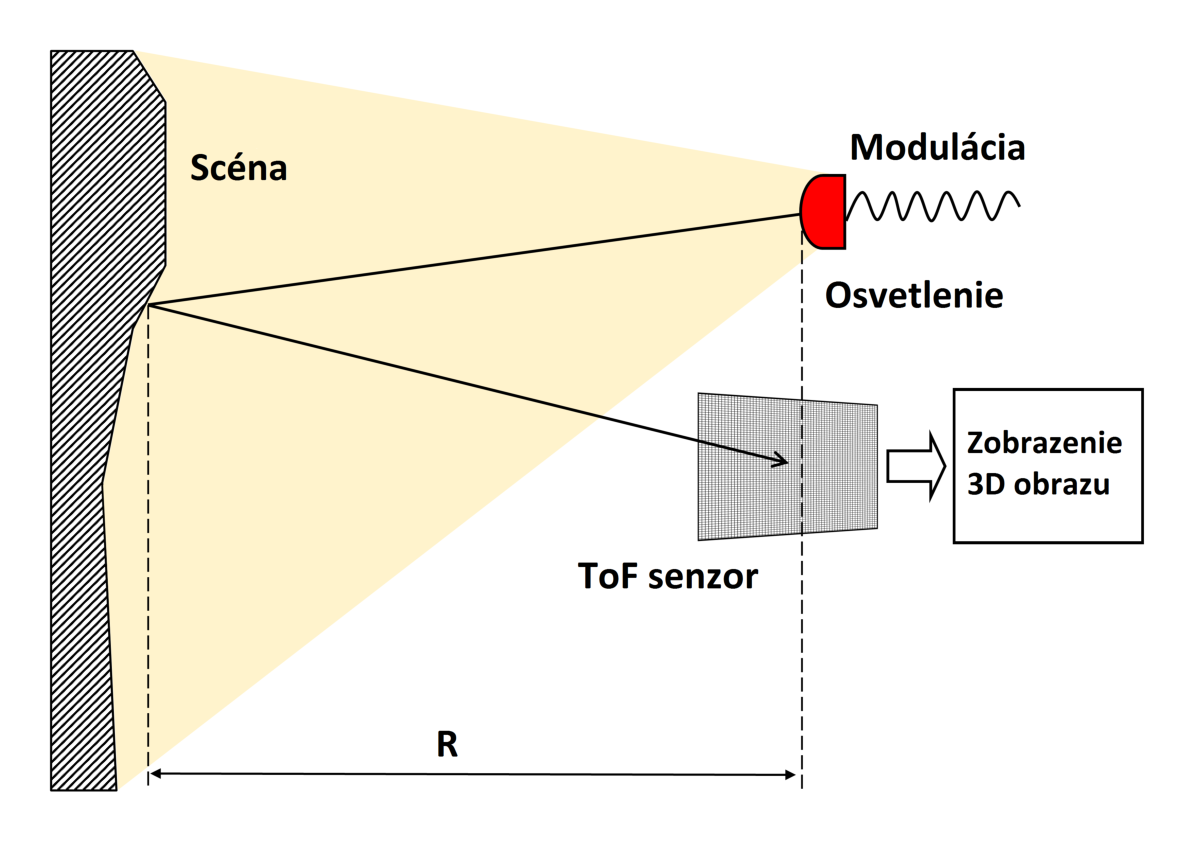 Modulácia
Scéna
Osvetlenie
Zobrazenie
3D obrazu
ToF senzor
R